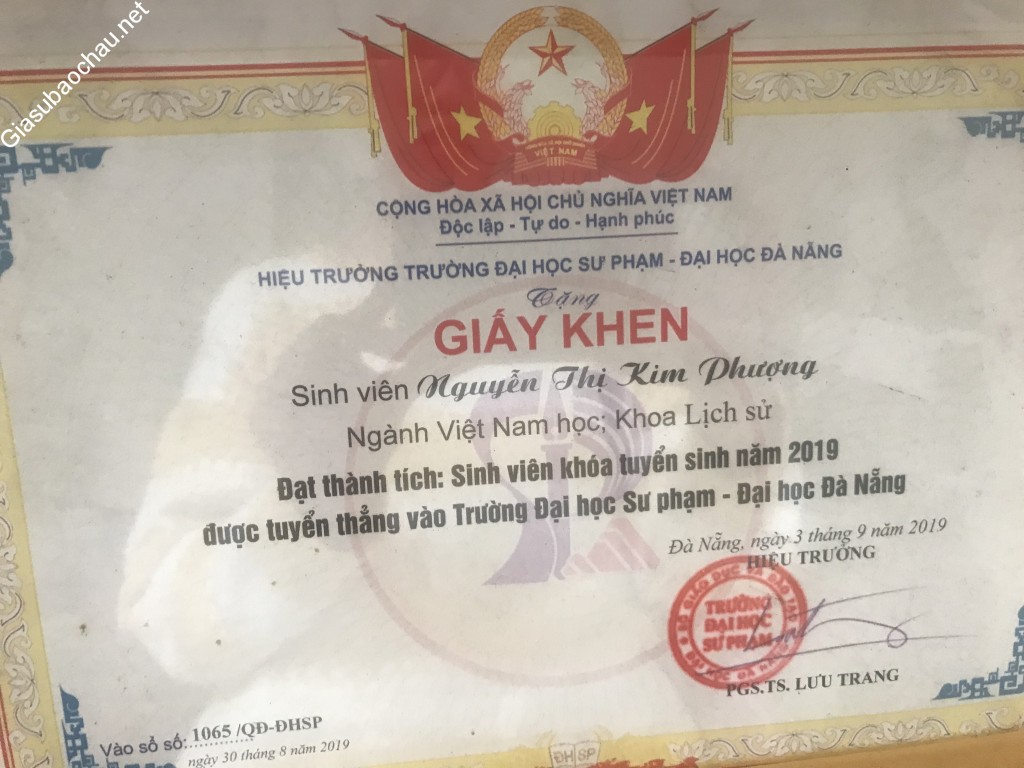 Giasubaochau.net
VIỆT NAM
CỘNG HÒA XÃ HỘI CHỦ NGHĨA VIỆT NAM
Độc lập - Tự do - Hạnh phúc
HIỆU TRƯỞNG TRƯỜNG ĐẠI HỌC SƯ PHẠM - ĐẠI HỌC ĐÀ NẴNG
Tặng
GIẤY KHEN
Sinh viên Nguyễn Thị Kim Phượng
Ngành Việt Nam học; Khoa Lịch sử
Đạt thành tích: Sinh viên khóa tuyển sinh năm 2019
được tuyển thẳng vào Trường Đại học Sư phạm - Đại học Đà Nẵng
Đà Nẵng, ngày 3 tháng 9 năm 2019
HIỆU TRƯỞNG
TRƯỜNG
ĐẠI HỌC
SƯ PHẠM
PGS.TS. LƯU TRANG
Vào sổ số: 1065 /QĐ-ĐHSP
ngày 30 tháng 8 năm 2019
ĐH SP